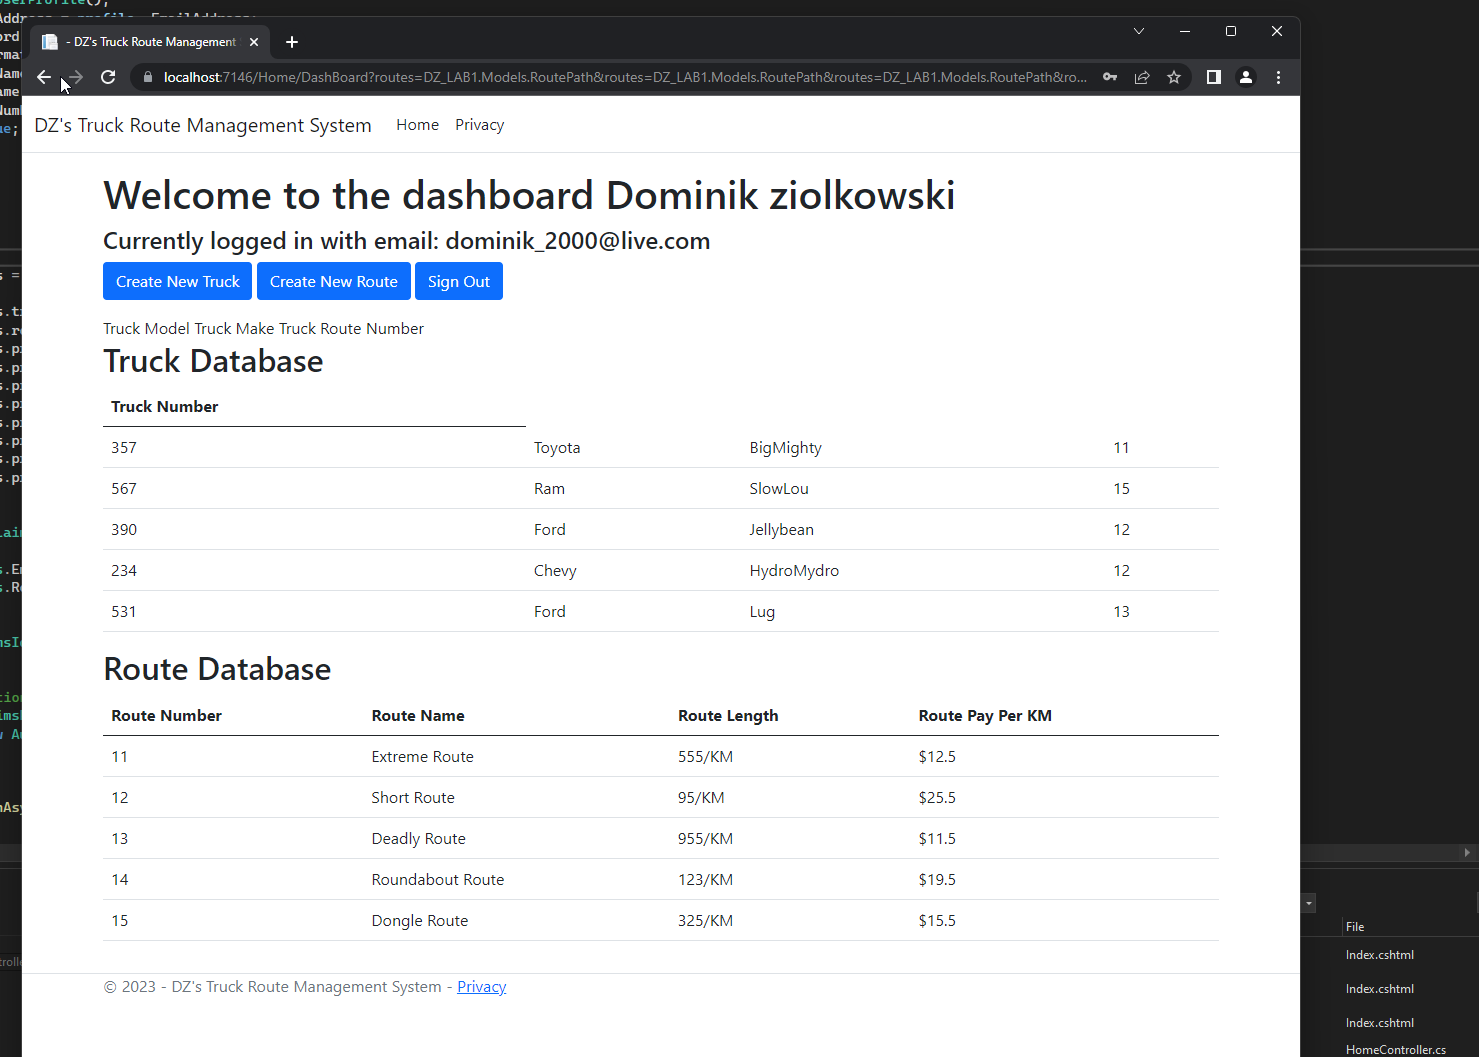 - DZ's Truck Route Management
localhost:7146/Home/DashBoard?routes=DZ_LAB1.Models.RoutePath&routes=DZ_LAB1.Models.RoutePath&routes=DZ_LAB1.Models.RoutePath&ro...
DZ's Truck Route Management System Home Privacy
Welcome to the dashboard Dominik ziolkowski
Currently logged in with email: dominik_2000@live.com
Create New Truck Create New Route Sign Out
Truck Model Truck Make Truck Route Number
Truck Database
Truck Number
357 Toyota BigMighty 11
567 Ram SlowLou 15
390 Ford Jellybean 12
234 Chevy HydroMydro 12
531 Ford Lug 13
Route Database
Route Number Route Name Route Length Route Pay Per KM
11 Extreme Route 555/KM $12.5
12 Short Route 95/KM $25.5
13 Deadly Route 955/KM $11.5
14 Roundabout Route 123/KM $19.5
15 Dongle Route 325/KM $15.5
© 2023 - DZ's Truck Route Management System - Privacy
File
Index.cshtml
Index.cshtml
Index.cshtml
HomeController.cs